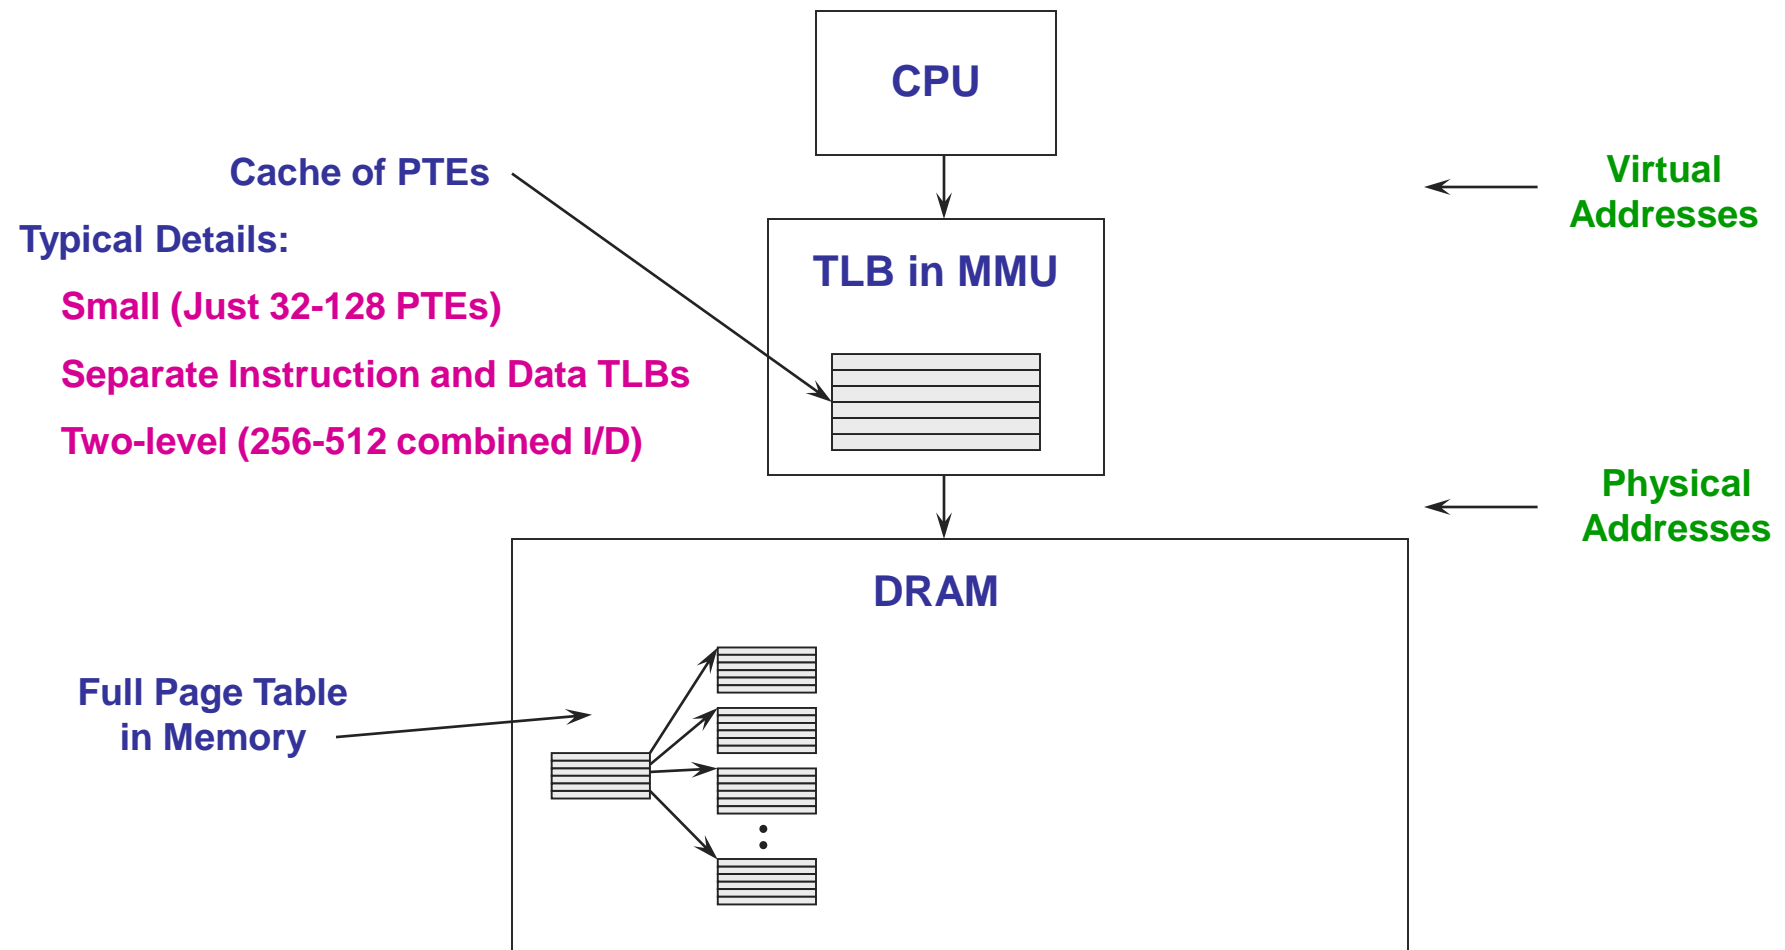 CPU
Cache of PTEs
Virtual
Addresses
Typical Details:
TLB in MMU
Small (Just 32-128 PTEs)
Separate Instruction and Data TLBs
Two-level (256-512 combined I/D)
Physical
Addresses
DRAM
Full Page Table
in Memory